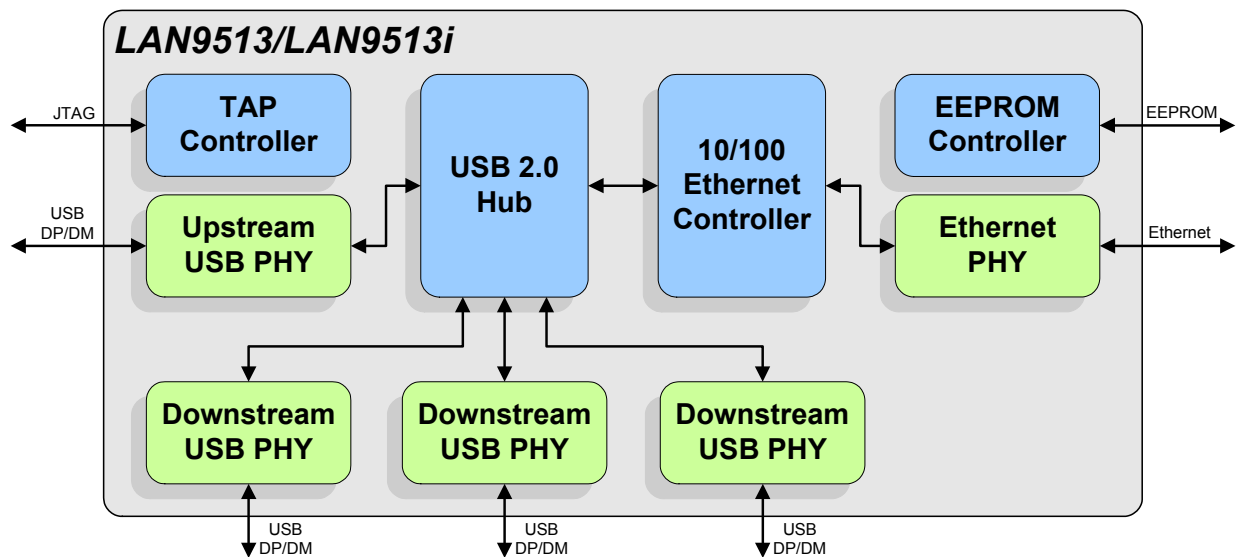 LAN9513/LAN9513i
JTAG
TAP
Controller
USB 2.0
Hub
10/100
Ethernet
Controller
EEPROM
Controller
EEPROM
USB
DP/DM
Upstream
USB PHY
Ethernet
PHY
Ethernet
Downstream
USB PHY
Downstream
USB PHY
Downstream
USB PHY
USB
DP/DM
USB
DP/DM
USB
DP/DM